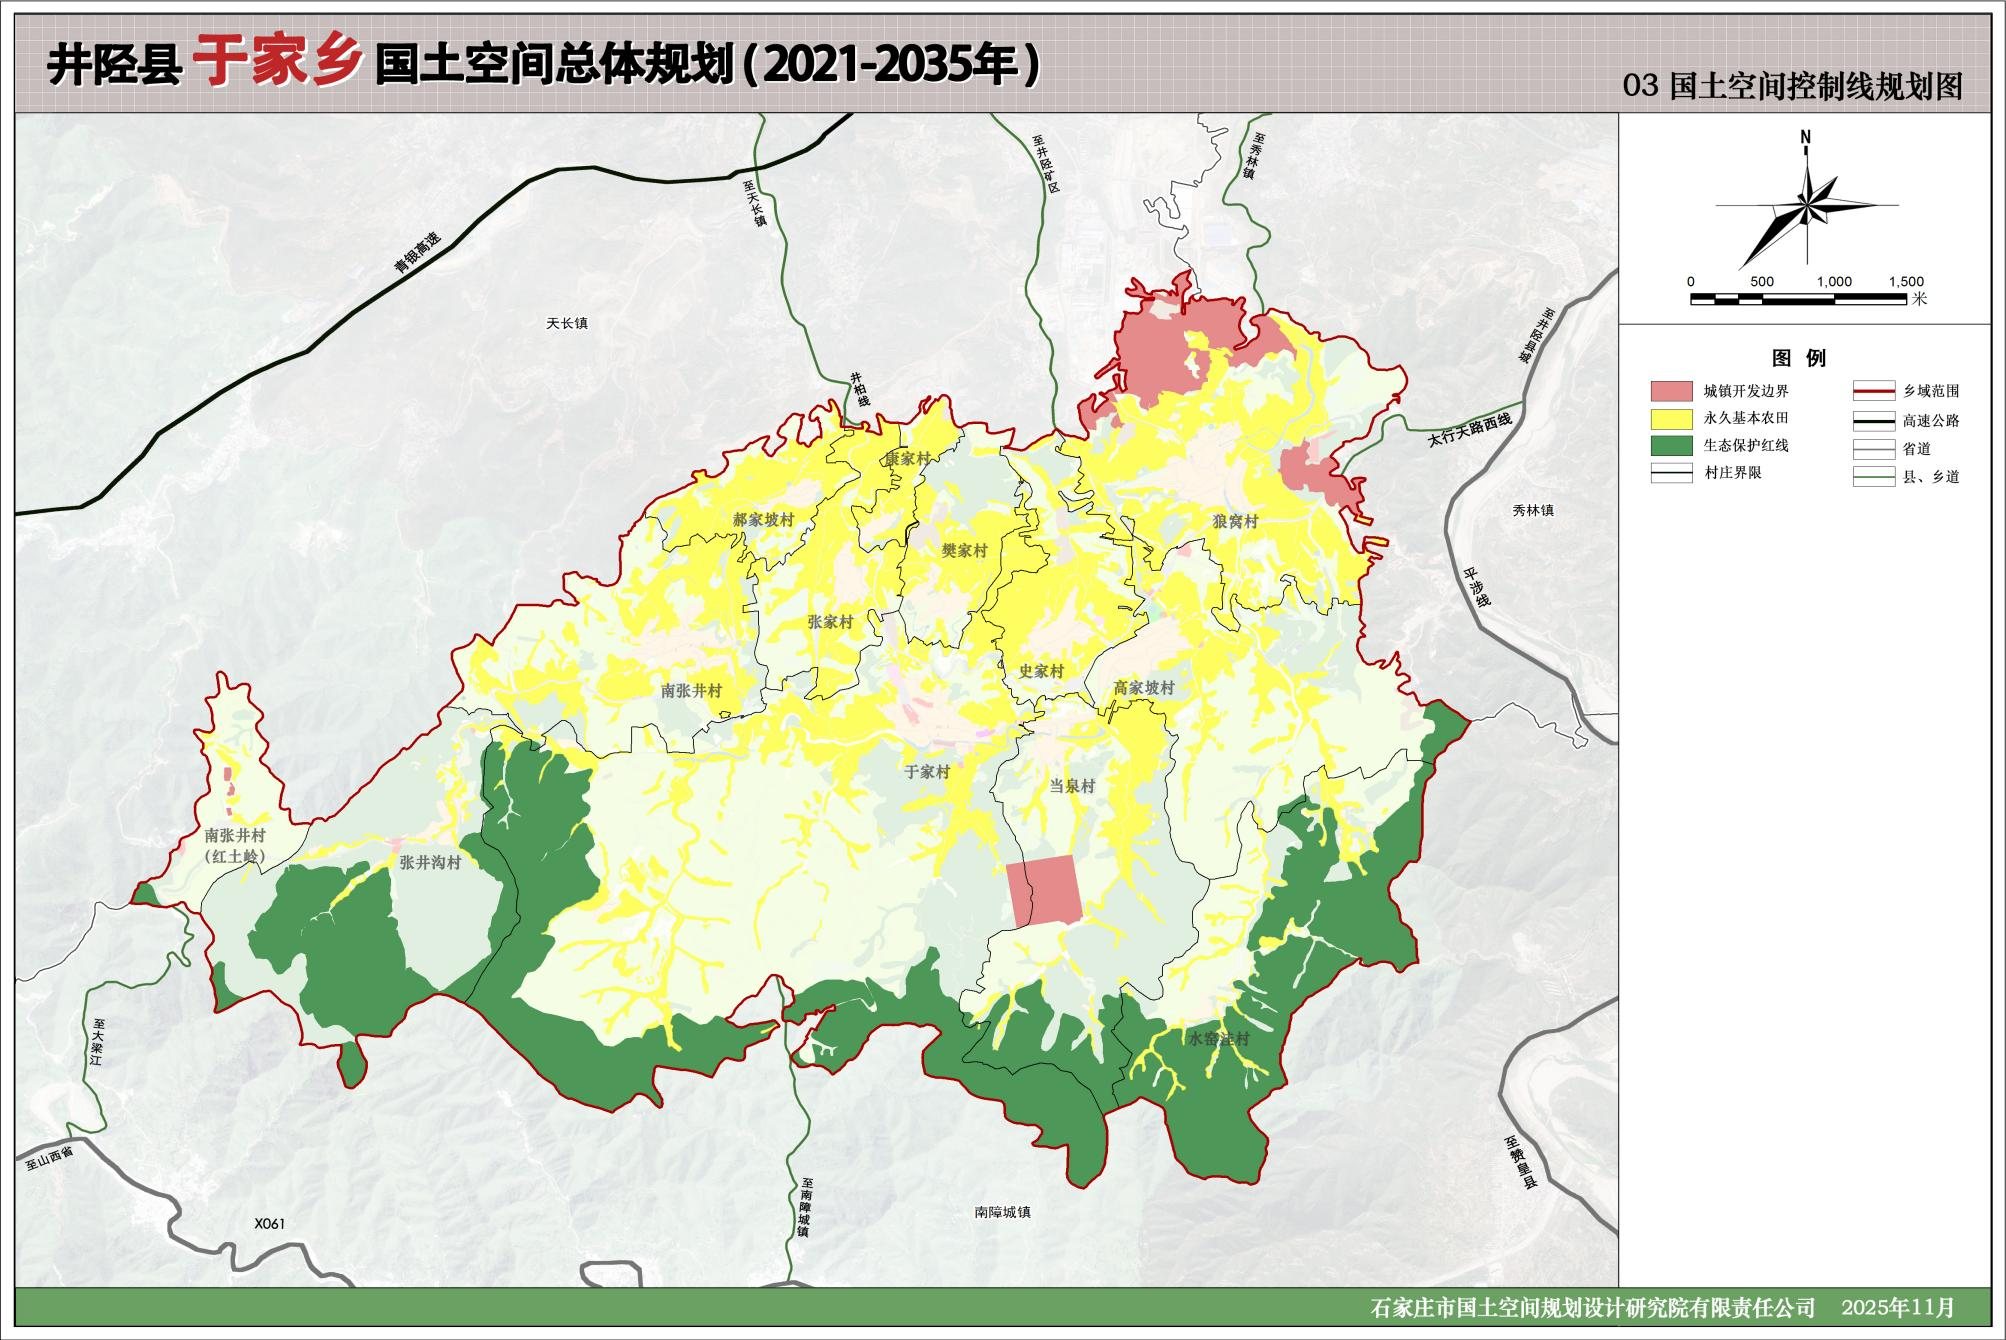 井陉县 于家乡 国土空间总体规划（2021-2035年）
03 国土空间控制线规划图
N
0 500 1,000 1,500
米
图 例
城镇开发边界
永久基本农田
生态保护红线
村庄界限
乡域范围
高速公路
省道
县、乡道
至天长镇
至井陉矿区
至秀林镇
青银高速
天长镇
井柏线
至井陉县城
太行天路西线
秀林镇
平涉线
康家村
郝家坡村
樊家村
狼窝村
张家村
南张井村
史家村
高家坡村
于家村
当泉村
南张井村
（红土岭）
张井沟村
水窑洼村
至大梁江
至山西省
X061
至南障城镇
南障城镇
至赞皇县
石家庄市国土空间规划设计研究院有限责任公司 2025年11月